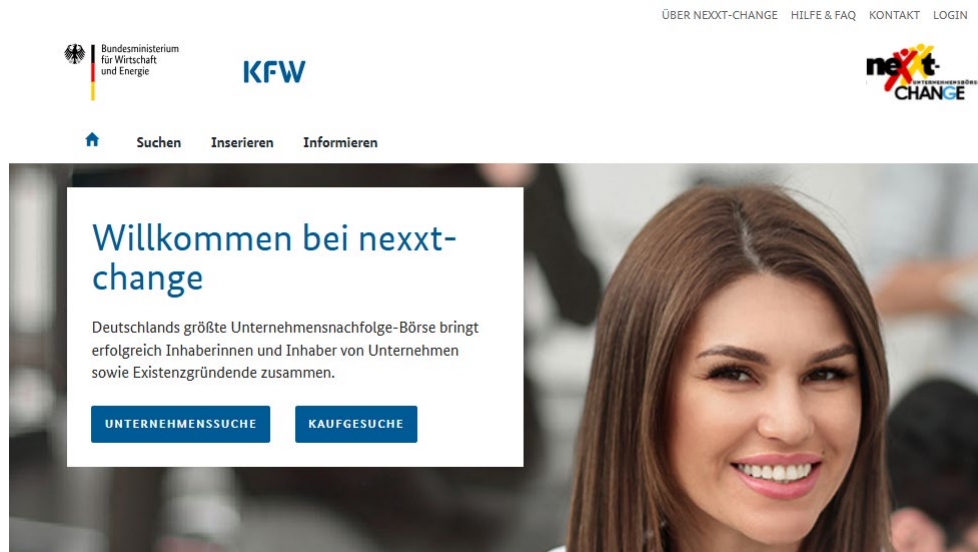 ÜBER NEXXT-CHANGE HILFE & FAQ KONTAKT LOGIN
Bundesministerium
für Wirtschaft
und Energie
KFW
nexxt-
UNTERNEHMENSBÖRSE
CHANGE
Suchen Inserieren Informieren
Willkommen bei nexxt-
change
Deutschlands größte Unternehmensnachfolge-Börse bringt
erfolgreich Inhaberinnen und Inhaber von Unternehmen
sowie Existenzgründende zusammen.
UNTERNEHMENSSUCHE KAUFGESUCHE